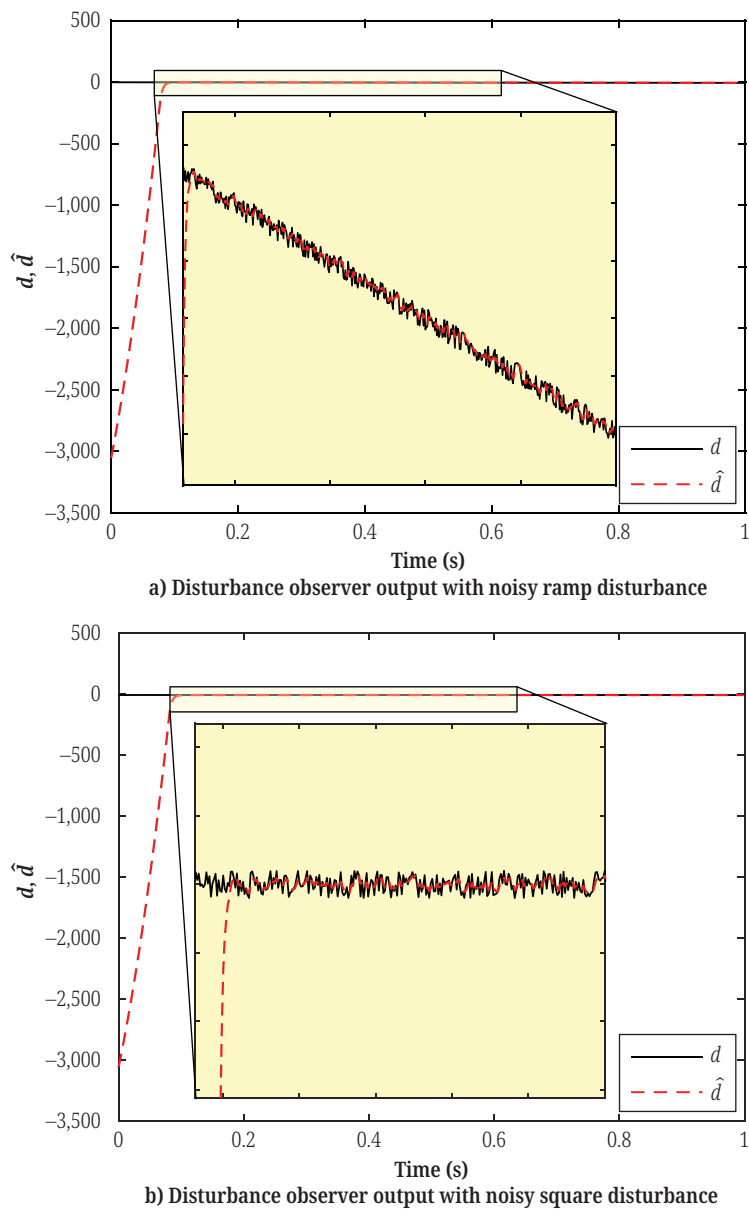 500
0
−500
−1,000
−1,500
−2,000
−2,500
−3,000
−3,500
d, d̂
d
d̂
0 0.2 0.4 0.6 0.8 1
Time (s)
a) Disturbance observer output with noisy ramp disturbance
500
0
−500
−1,000
−1,500
−2,000
−2,500
−3,000
−3,500
d, d̂
d
d̂
0 0.2 0.4 0.6 0.8 1
Time (s)
b) Disturbance observer output with noisy square disturbance